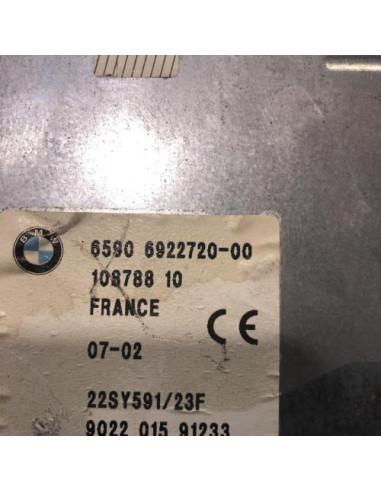 BMW
6590 6922720-00
108788 10
FRANCE
CE
07-02
22SY591/23F
9022 015 91233